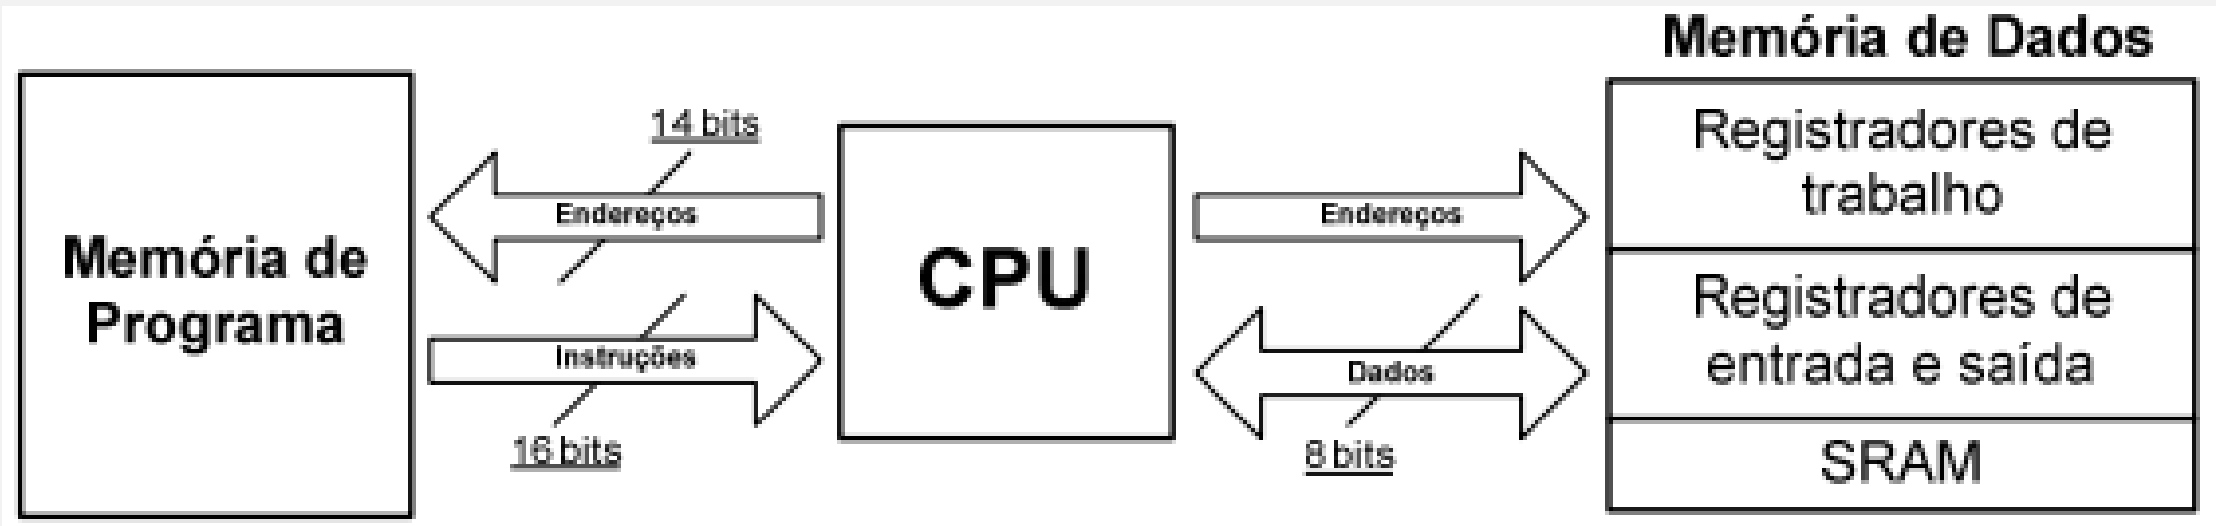 Memória de Dados
14 bits
Registradores de
trabalho
Endereços
Endereços
Memória de
Programa
CPU
Registradores de
entrada e saída
Instruções
Dados
16 bits
8 bits
SRAM